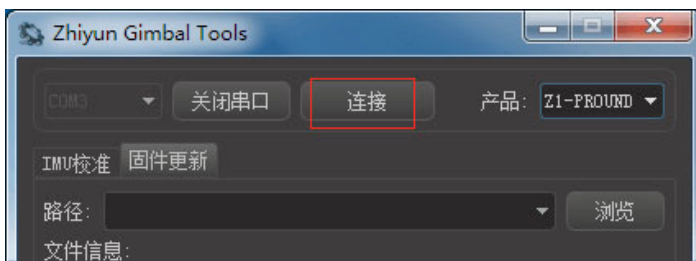 Zhiyun Gimbal Tools
COM3 关闭串口 连接 产品: Z1-PROUND
IMU校准 固件更新
路径: 浏览
文件信息: